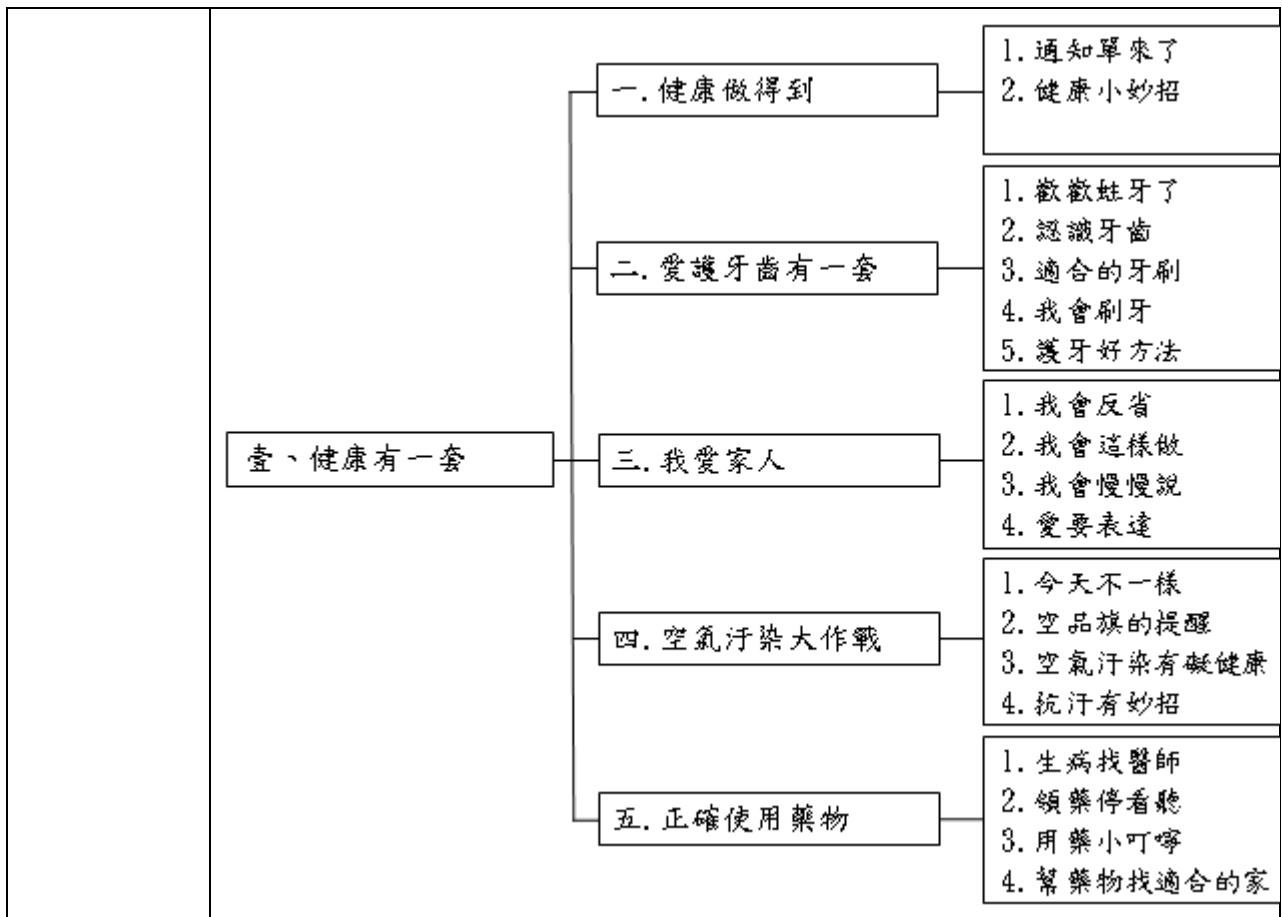 壹、健康有一套
一. 健康做得到
1. 通知單來了
2. 健康小妙招
二. 愛護牙齒有一套
1. 歡歡蛀牙了
2. 認識牙齒
3. 適合的牙刷
4. 我會刷牙
5. 護牙好方法
三. 我愛家人
1. 我會反省
2. 我會這樣做
3. 我會慢慢說
4. 愛要表達
四. 空氣汙染大作戰
1. 今天不一樣
2. 空品旗的提醒
3. 空氣汙染有礙健康
4. 抗汙有妙招
五. 正確使用藥物
1. 生病找醫師
2. 領藥停看聽
3. 用藥小叮嚀
4. 幫藥物找適合的家